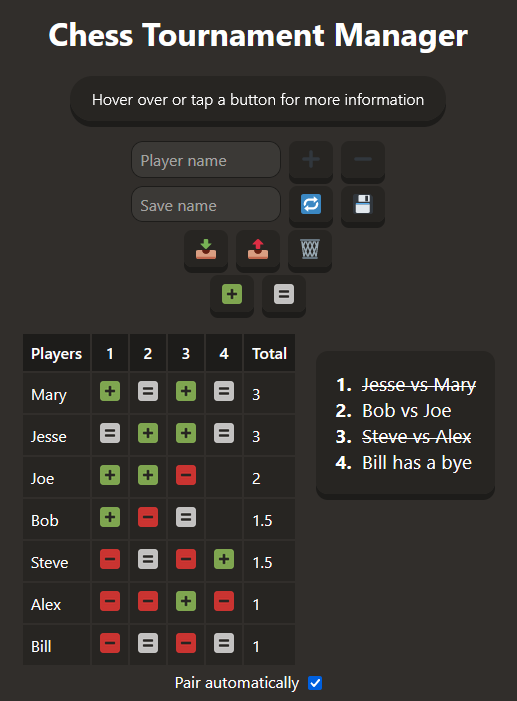 Chess Tournament Manager
Hover over or tap a button for more information
Player name
Save name
Players 1 2 3 4 Total
Mary 3
Jesse 3
Joe 2
Bob 1.5
Steve 1.5
Alex 1
Bill 1
1. Jesse vs Mary
2. Bob vs Joe
3. Steve vs Alex
4. Bill has a bye
Pair automatically